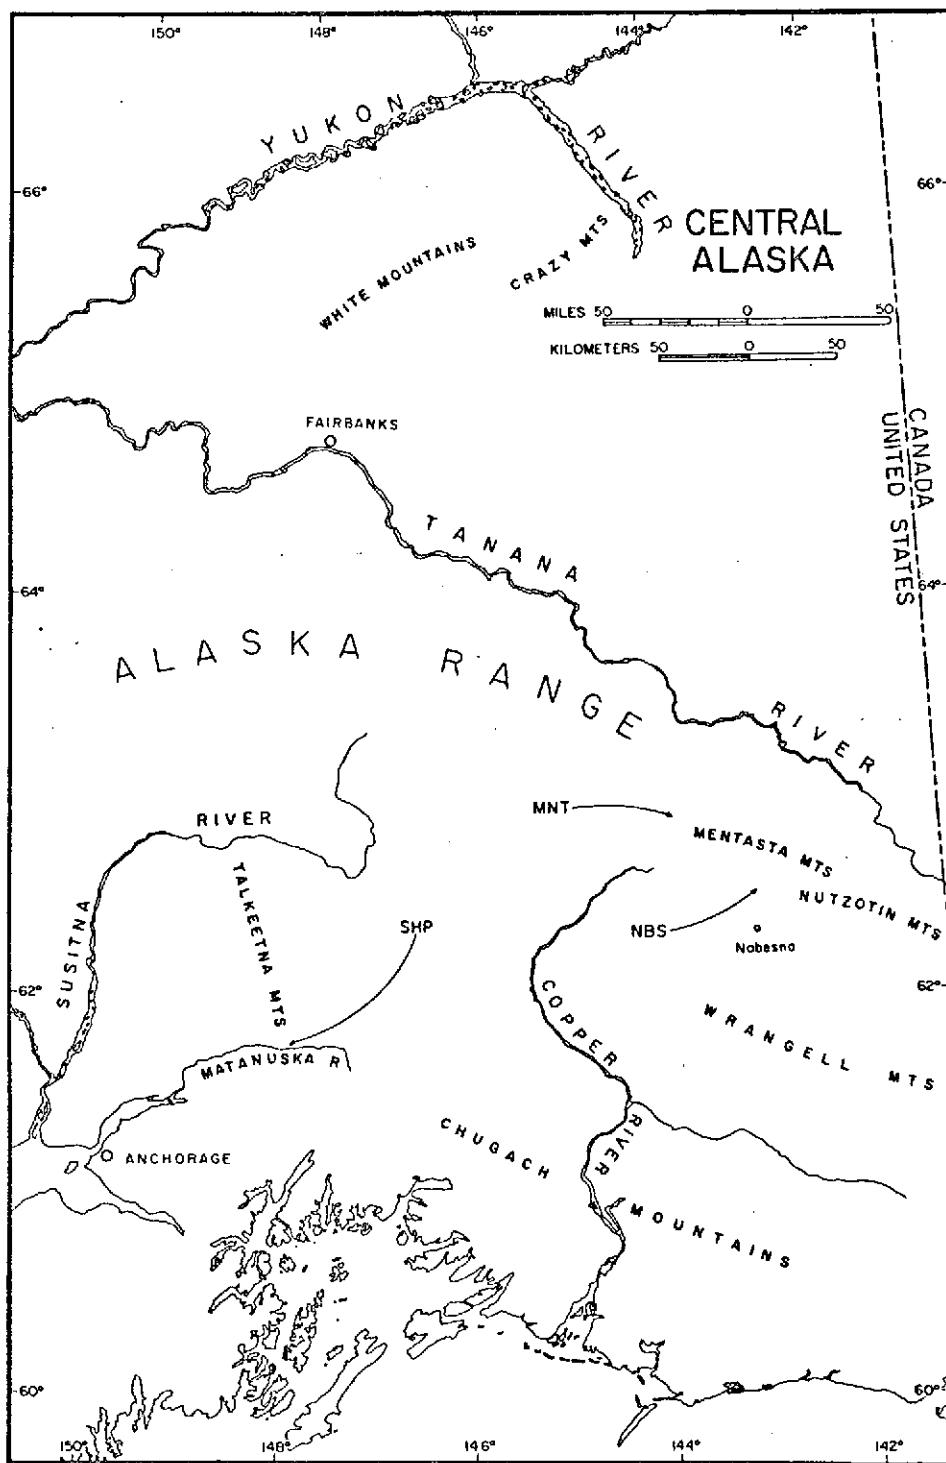 150° 148° 146° 144° 142°
YUKON RIVER
66° 66°
CENTRAL
ALASKA
CRAZY MTS
WHITE MOUNTAINS
MILES 50 0 50
KILOMETERS 50 0 50
FAIRBANKS
CANADA
UNITED STATES
TANANA RIVER
64° 64°
ALASKA RANGE
MNT
MENTASTA MTS
RIVER
SUSITNA
TALKEETNA MTS
SHP
NBS
NUTZOTIN MTS
Nabesna
62° 62°
COPPER RIVER
WRANGELL MTS
MATANUSKA R
ANCHORAGE
CHUGACH MOUNTAINS
60° 60°
150° 148° 146° 144° 142°